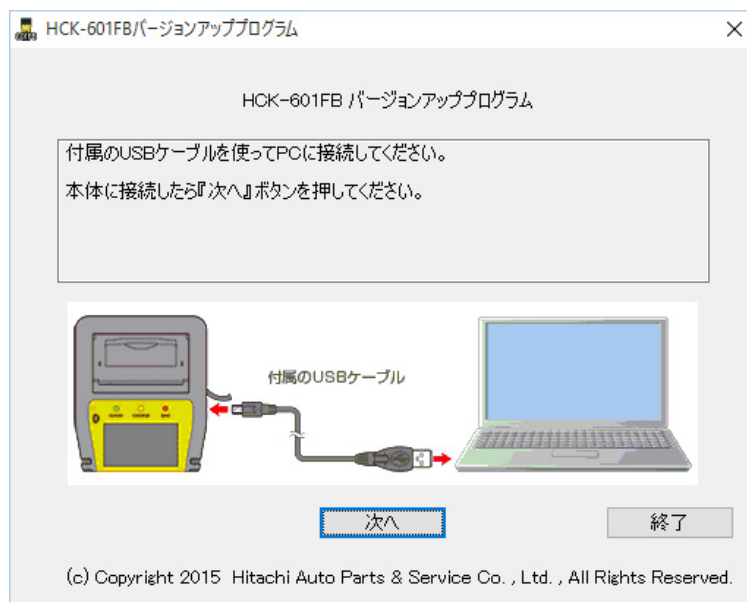 HCK-601FBバージョンアッププログラム
HCK-601FB バージョンアッププログラム
付属のUSBケーブルを使ってPCに接続してください。
本体に接続したら『次へ』ボタンを押してください。
付属のUSBケーブル
次へ
終了
(c) Copyright 2015 Hitachi Auto Parts & Service Co. , Ltd. , All Rights Reserved.